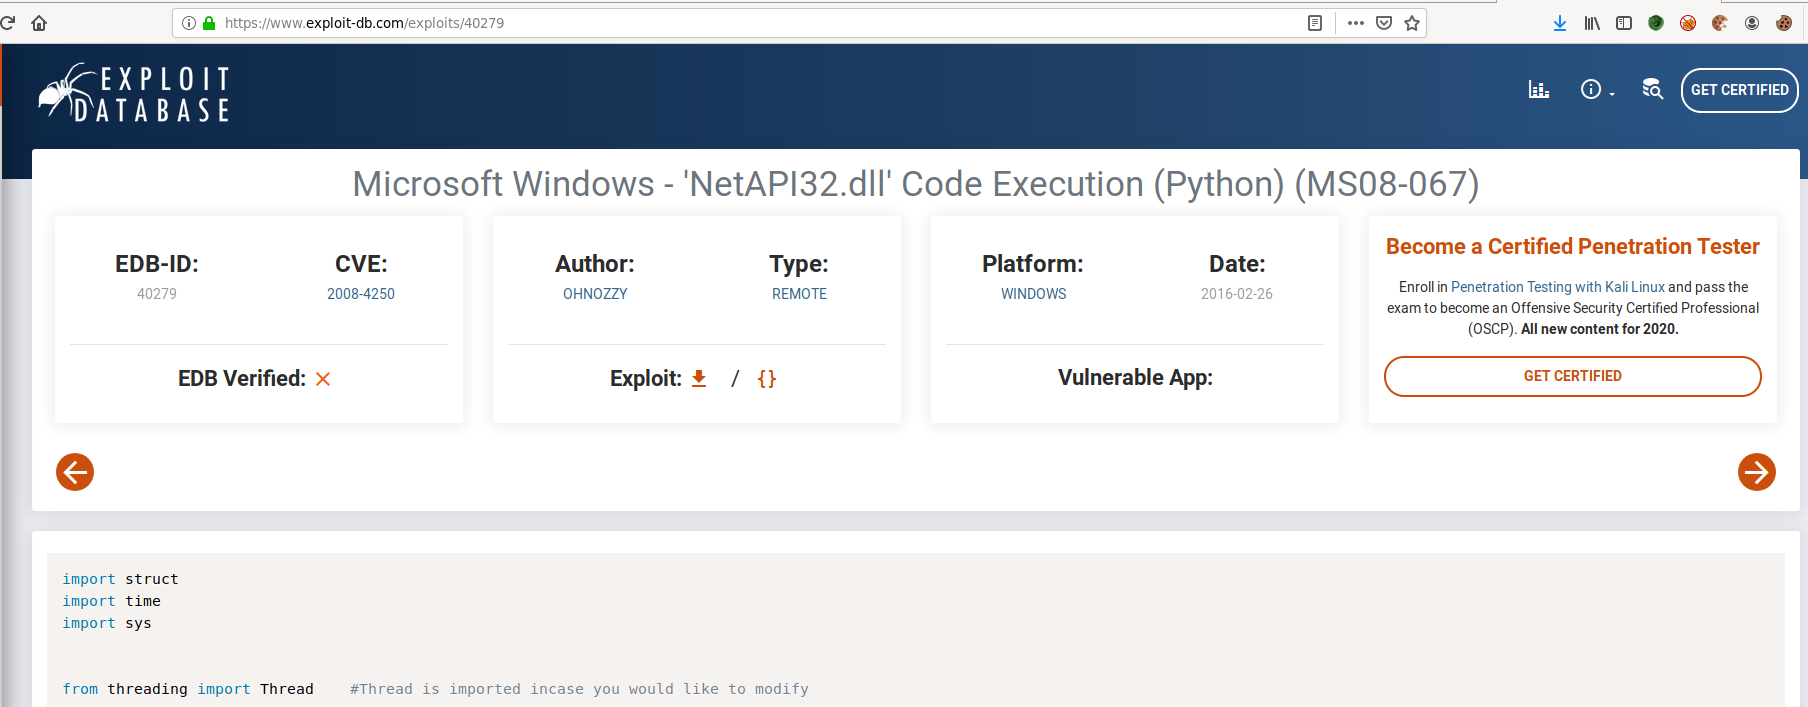 https://www.exploit-db.com/exploits/40279
EXPLOIT
DATABASE
GET CERTIFIED
Microsoft Windows - 'NetAPI32.dll' Code Execution (Python) (MS08-067)
EDB-ID:
40279
CVE:
2008-4250
EDB Verified:
Author:
OHNOZZY
Type:
REMOTE
Exploit: / {}
Platform:
WINDOWS
Date:
2016-02-26
Vulnerable App:
Become a Certified Penetration Tester
Enroll in Penetration Testing with Kali Linux and pass the
exam to become an Offensive Security Certified Professional
(OSCP). All new content for 2020.
GET CERTIFIED
import struct
import time
import sys
from threading import Thread    #Thread is imported incase you would like to modify